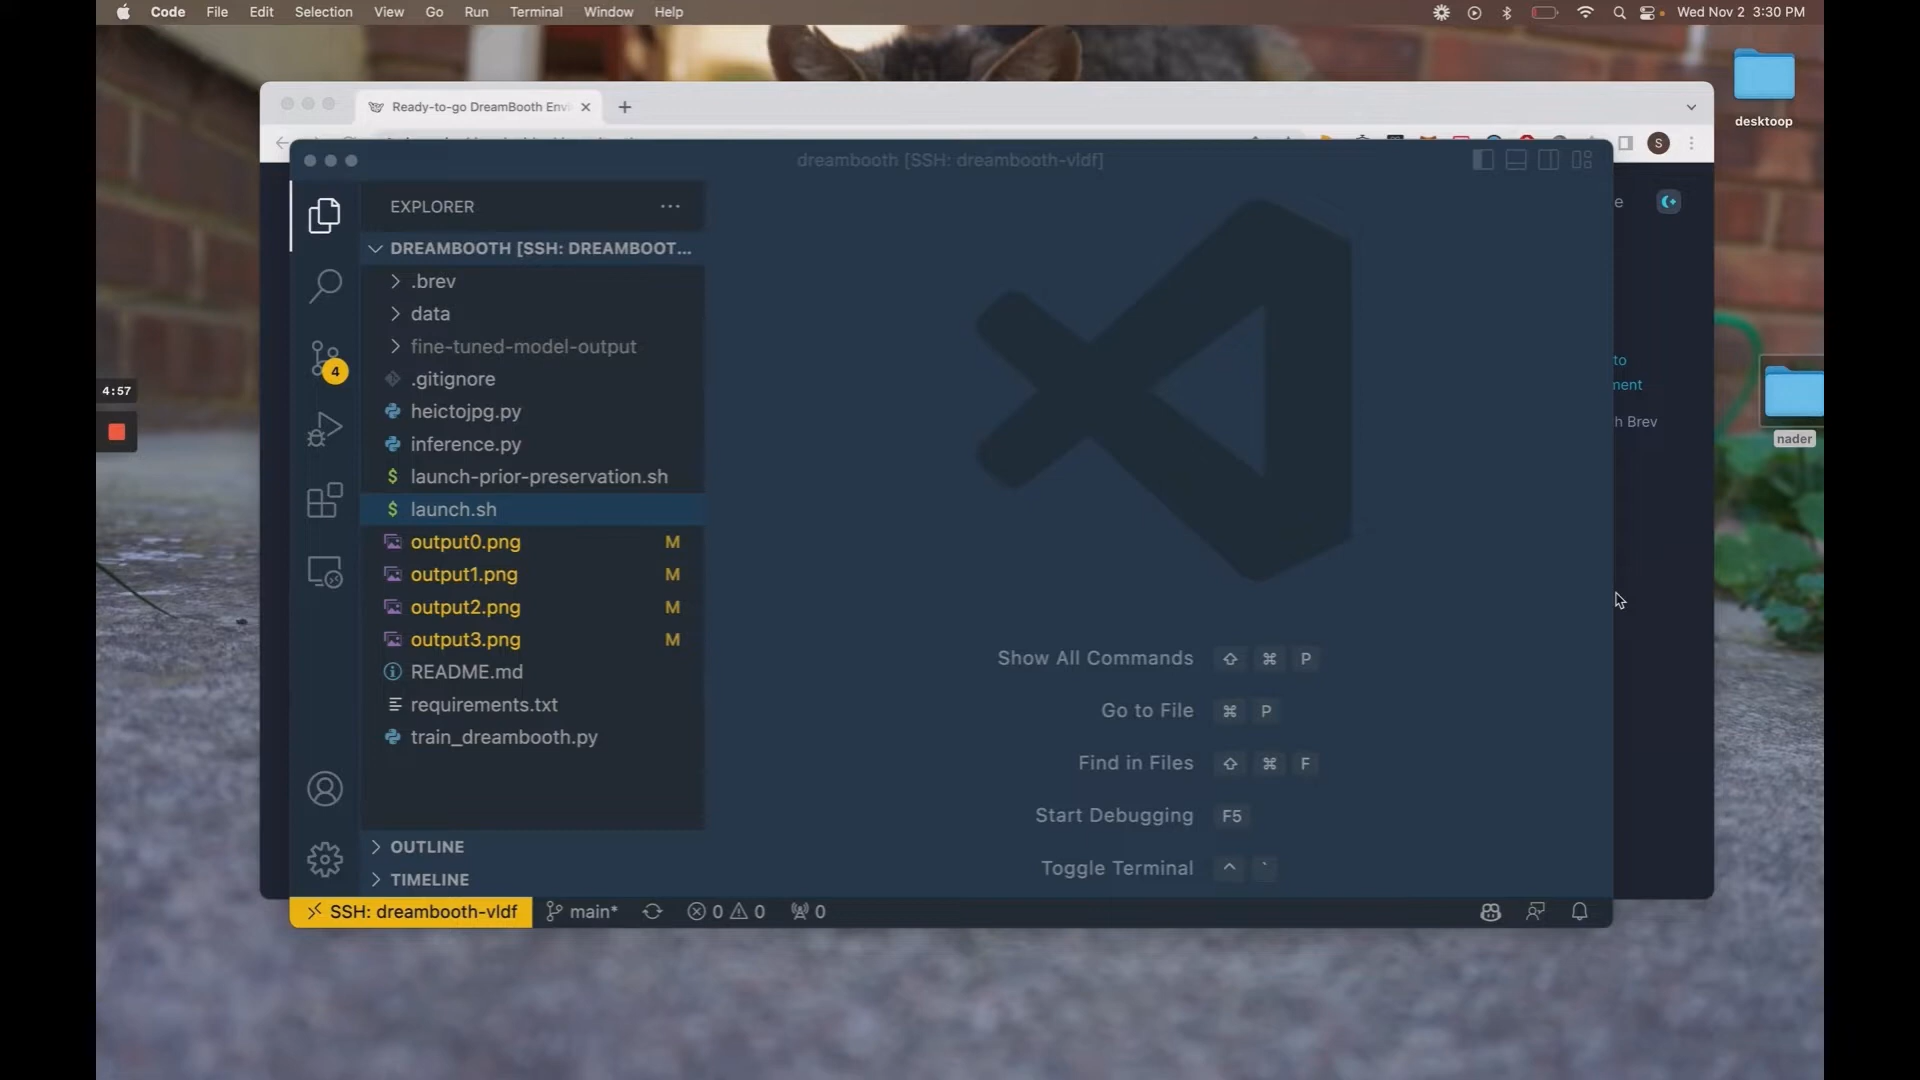 Code File Edit Selection View Go Run Terminal Window Help Wed Nov 2 3:30 PM
desktoop
Ready-to-go DreamBooth Envi
S
dreambooth [SSH: dreambooth-vldf]
EXPLORER
DREAMBOOTH [SSH: DREAMBOOT...
.brev
data
fine-tuned-model-output
.gitignore
heictojpg.py
inference.py
launch-prior-preservation.sh
launch.sh
output0.png M
output1.png M
output2.png M
output3.png M
README.md
requirements.txt
train_dreambooth.py
OUTLINE
TIMELINE
4
4:57
Show All Commands ⇧ ⌘ P
Go to File ⌘ P
Find in Files ⇧ ⌘ F
Start Debugging F5
Toggle Terminal ^ `
e
to
ment
h Brev
nader
SSH: dreambooth-vldf main* 0 0 0